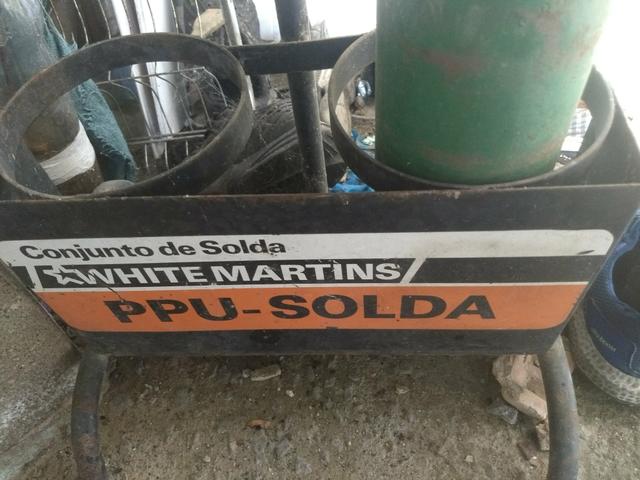 Conjunto de Solda
WHITE MARTINS
PPU-SOLDA